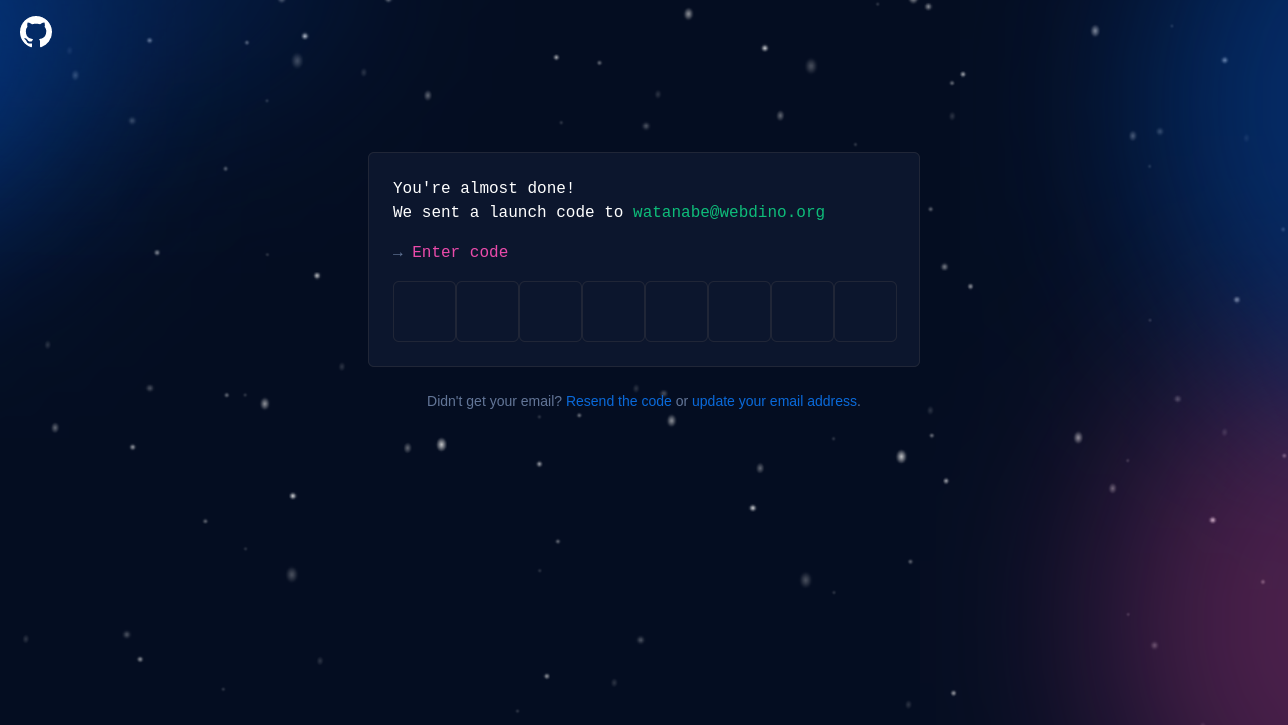 You're almost done!
We sent a launch code to watanabe@webdino.org
→ Enter code
Didn't get your email? Resend the code or update your email address.